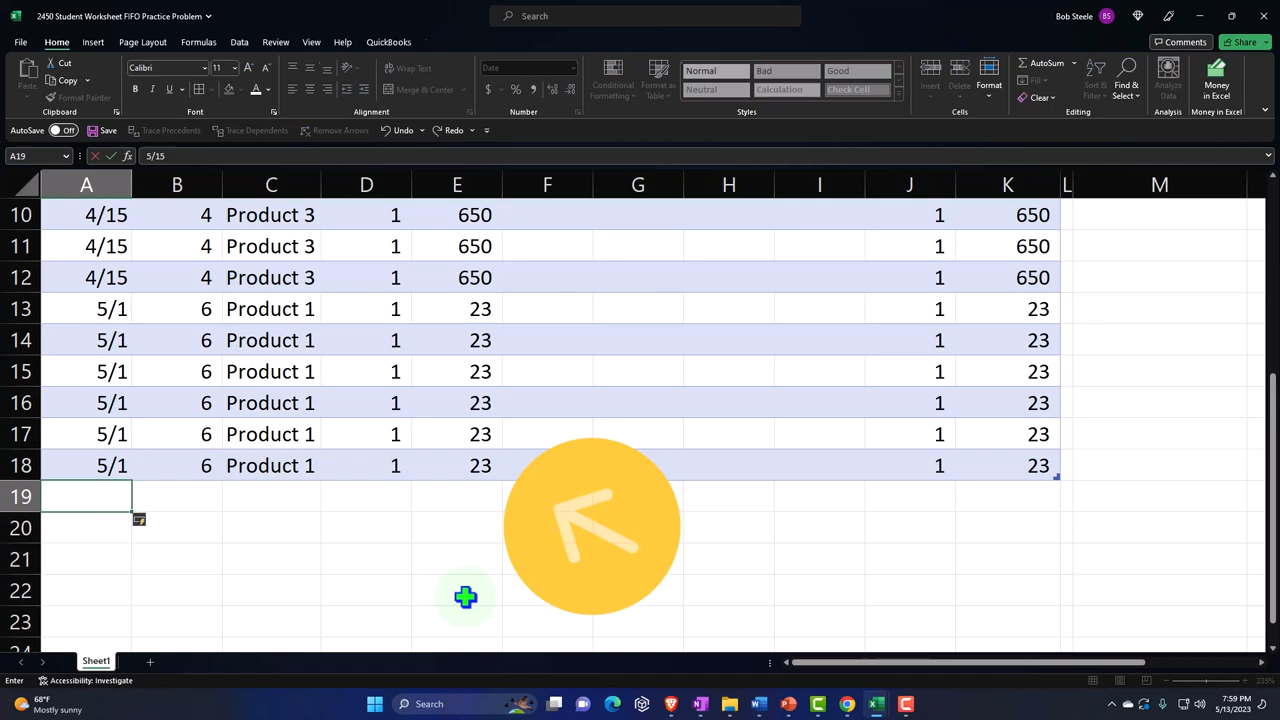 2450 Student Worksheet FIFO Practice Problem
Search
Bob Steele BS
File Home Insert Page Layout Formulas Data Review View Help QuickBooks
Comments Share
Paste Cut Copy Format Painter
Clipboard
Calibri 11
Font
Wrap Text
Merge & Center
Alignment
Date
Number
Conditional Formatting Format as Table
Normal Bad Good
Neutral Calculation Check Cell
Styles
Insert Delete Format
Cells
AutoSum
Fill
Clear
Sort & Filter Find & Select
Editing
Analyze Data
Analysis
Money in Excel
Money in Excel
AutoSave Off Save Trace Precedents Trace Dependents Remove Arrows Undo Redo
A19 fx 5/15
A B C D E F G H I J K L M
10 4/15 4 Product 3 1 650 1 650
11 4/15 4 Product 3 1 650 1 650
12 4/15 4 Product 3 1 650 1 650
13 5/1 6 Product 1 1 23 1 23
14 5/1 6 Product 1 1 23 1 23
15 5/1 6 Product 1 1 23 1 23
16 5/1 6 Product 1 1 23 1 23
17 5/1 6 Product 1 1 23 1 23
18 5/1 6 Product 1 1 23 1 23
19
20
21
22
23
24
Sheet1
Enter Accessibility: Investigate 235%
68°F
Mostly sunny
Search
7:59 PM
5/13/2023